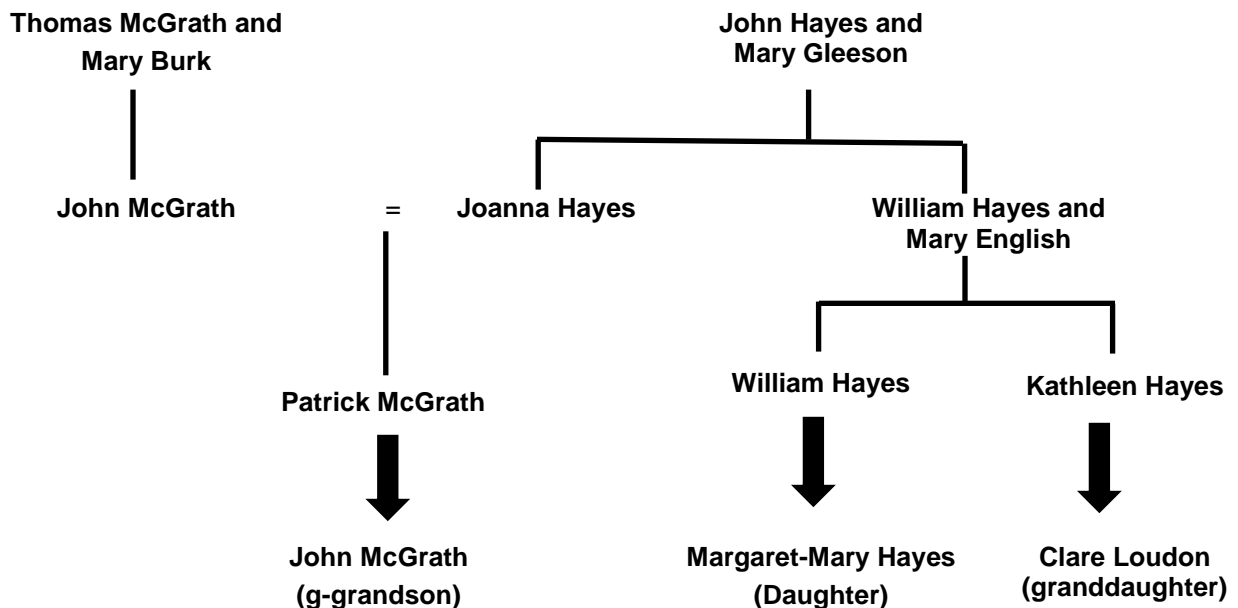 Thomas McGrath and
Mary Burk
John Hayes and
Mary Gleeson
John McGrath
=
Joanna Hayes
William Hayes and
Mary English
Patrick McGrath
William Hayes
Kathleen Hayes
John McGrath
(g-grandson)
Margaret-Mary Hayes
(Daughter)
Clare Loudon
(granddaughter)